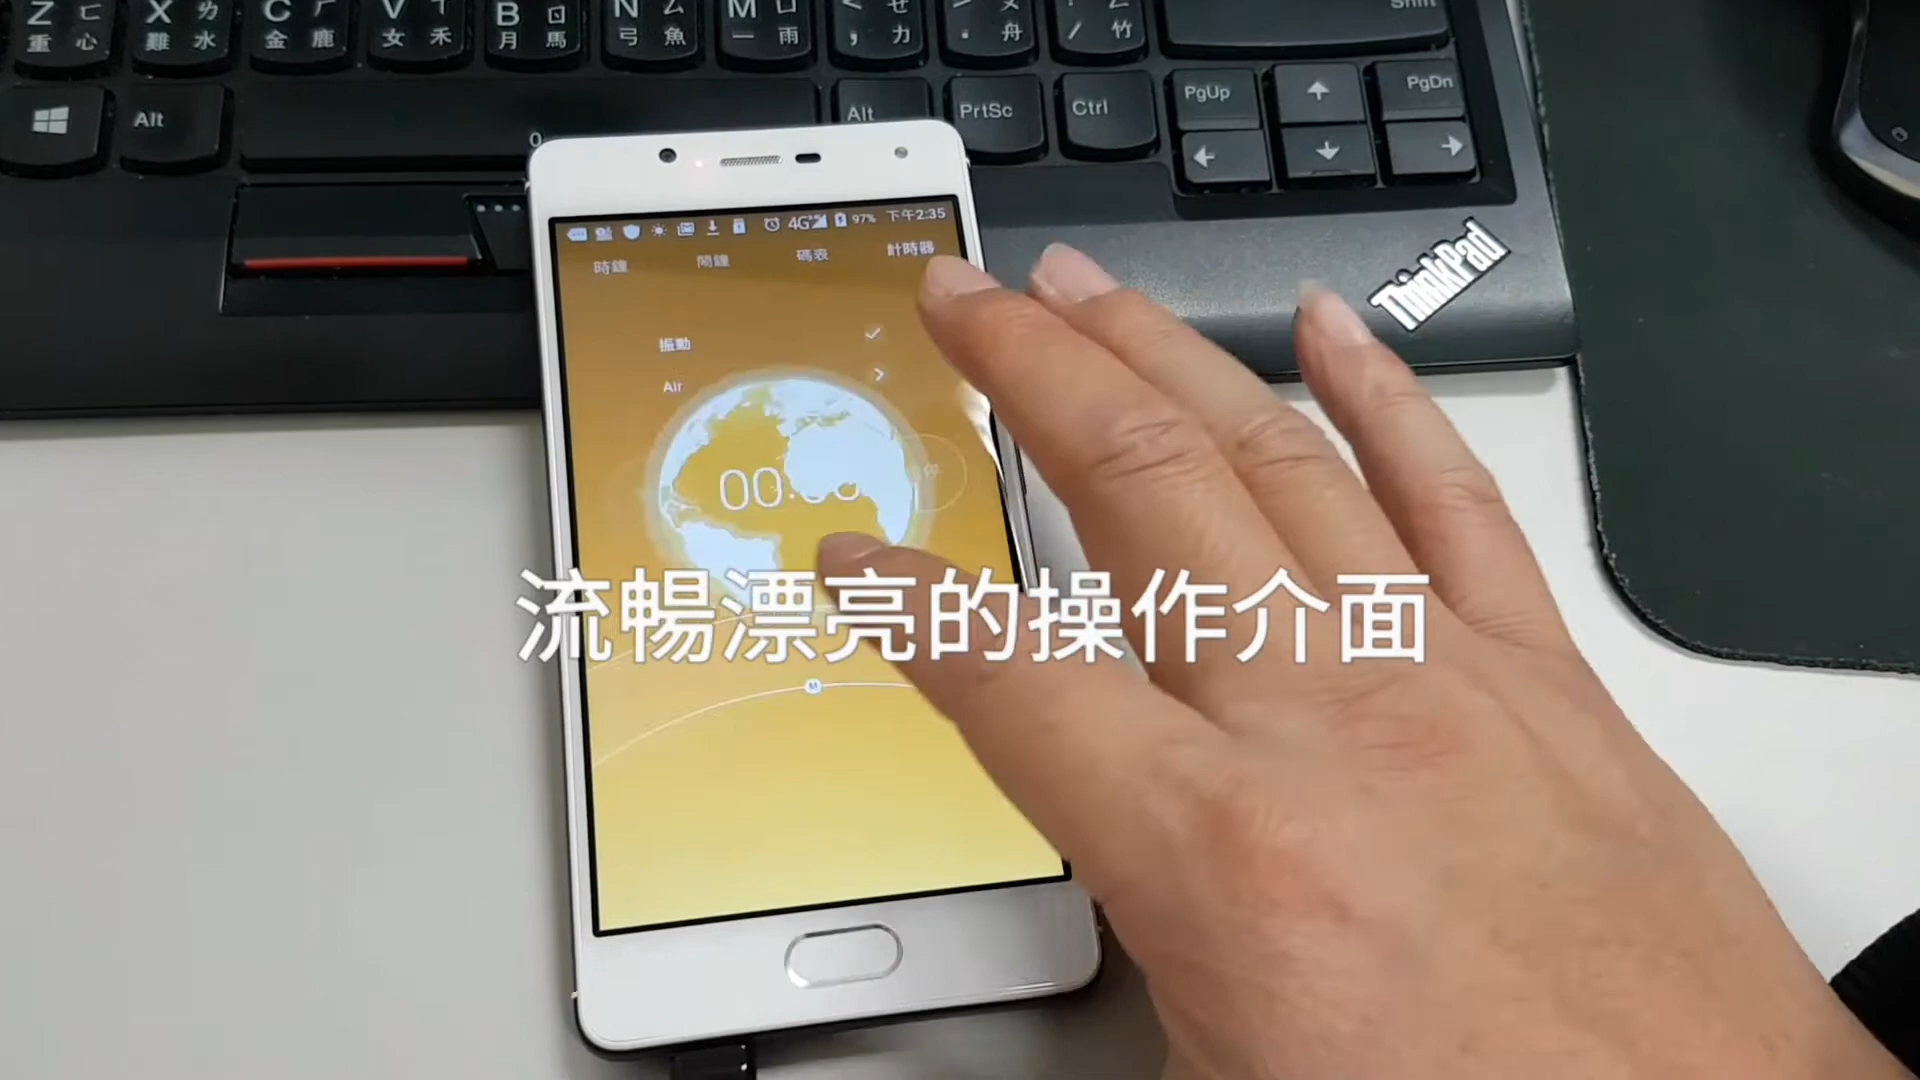 Z ㄈ X ㄌ C ㄏ V ㄒ B ㄖ N ㄙ M ㄩ < ㄝ > ㄡ ? ㄥ Shift
重 心 難 水 金 鹿 女 禾 月 馬 弓 魚 一 雨 , 力 . 舟 / 竹
Alt Alt PrtSc Ctrl PgUp PgDn
ThinkPad
4G 97% 下午2:35
時鐘 鬧鐘 碼表 計時器
振動
Air
00:
流暢漂亮的操作介面
M